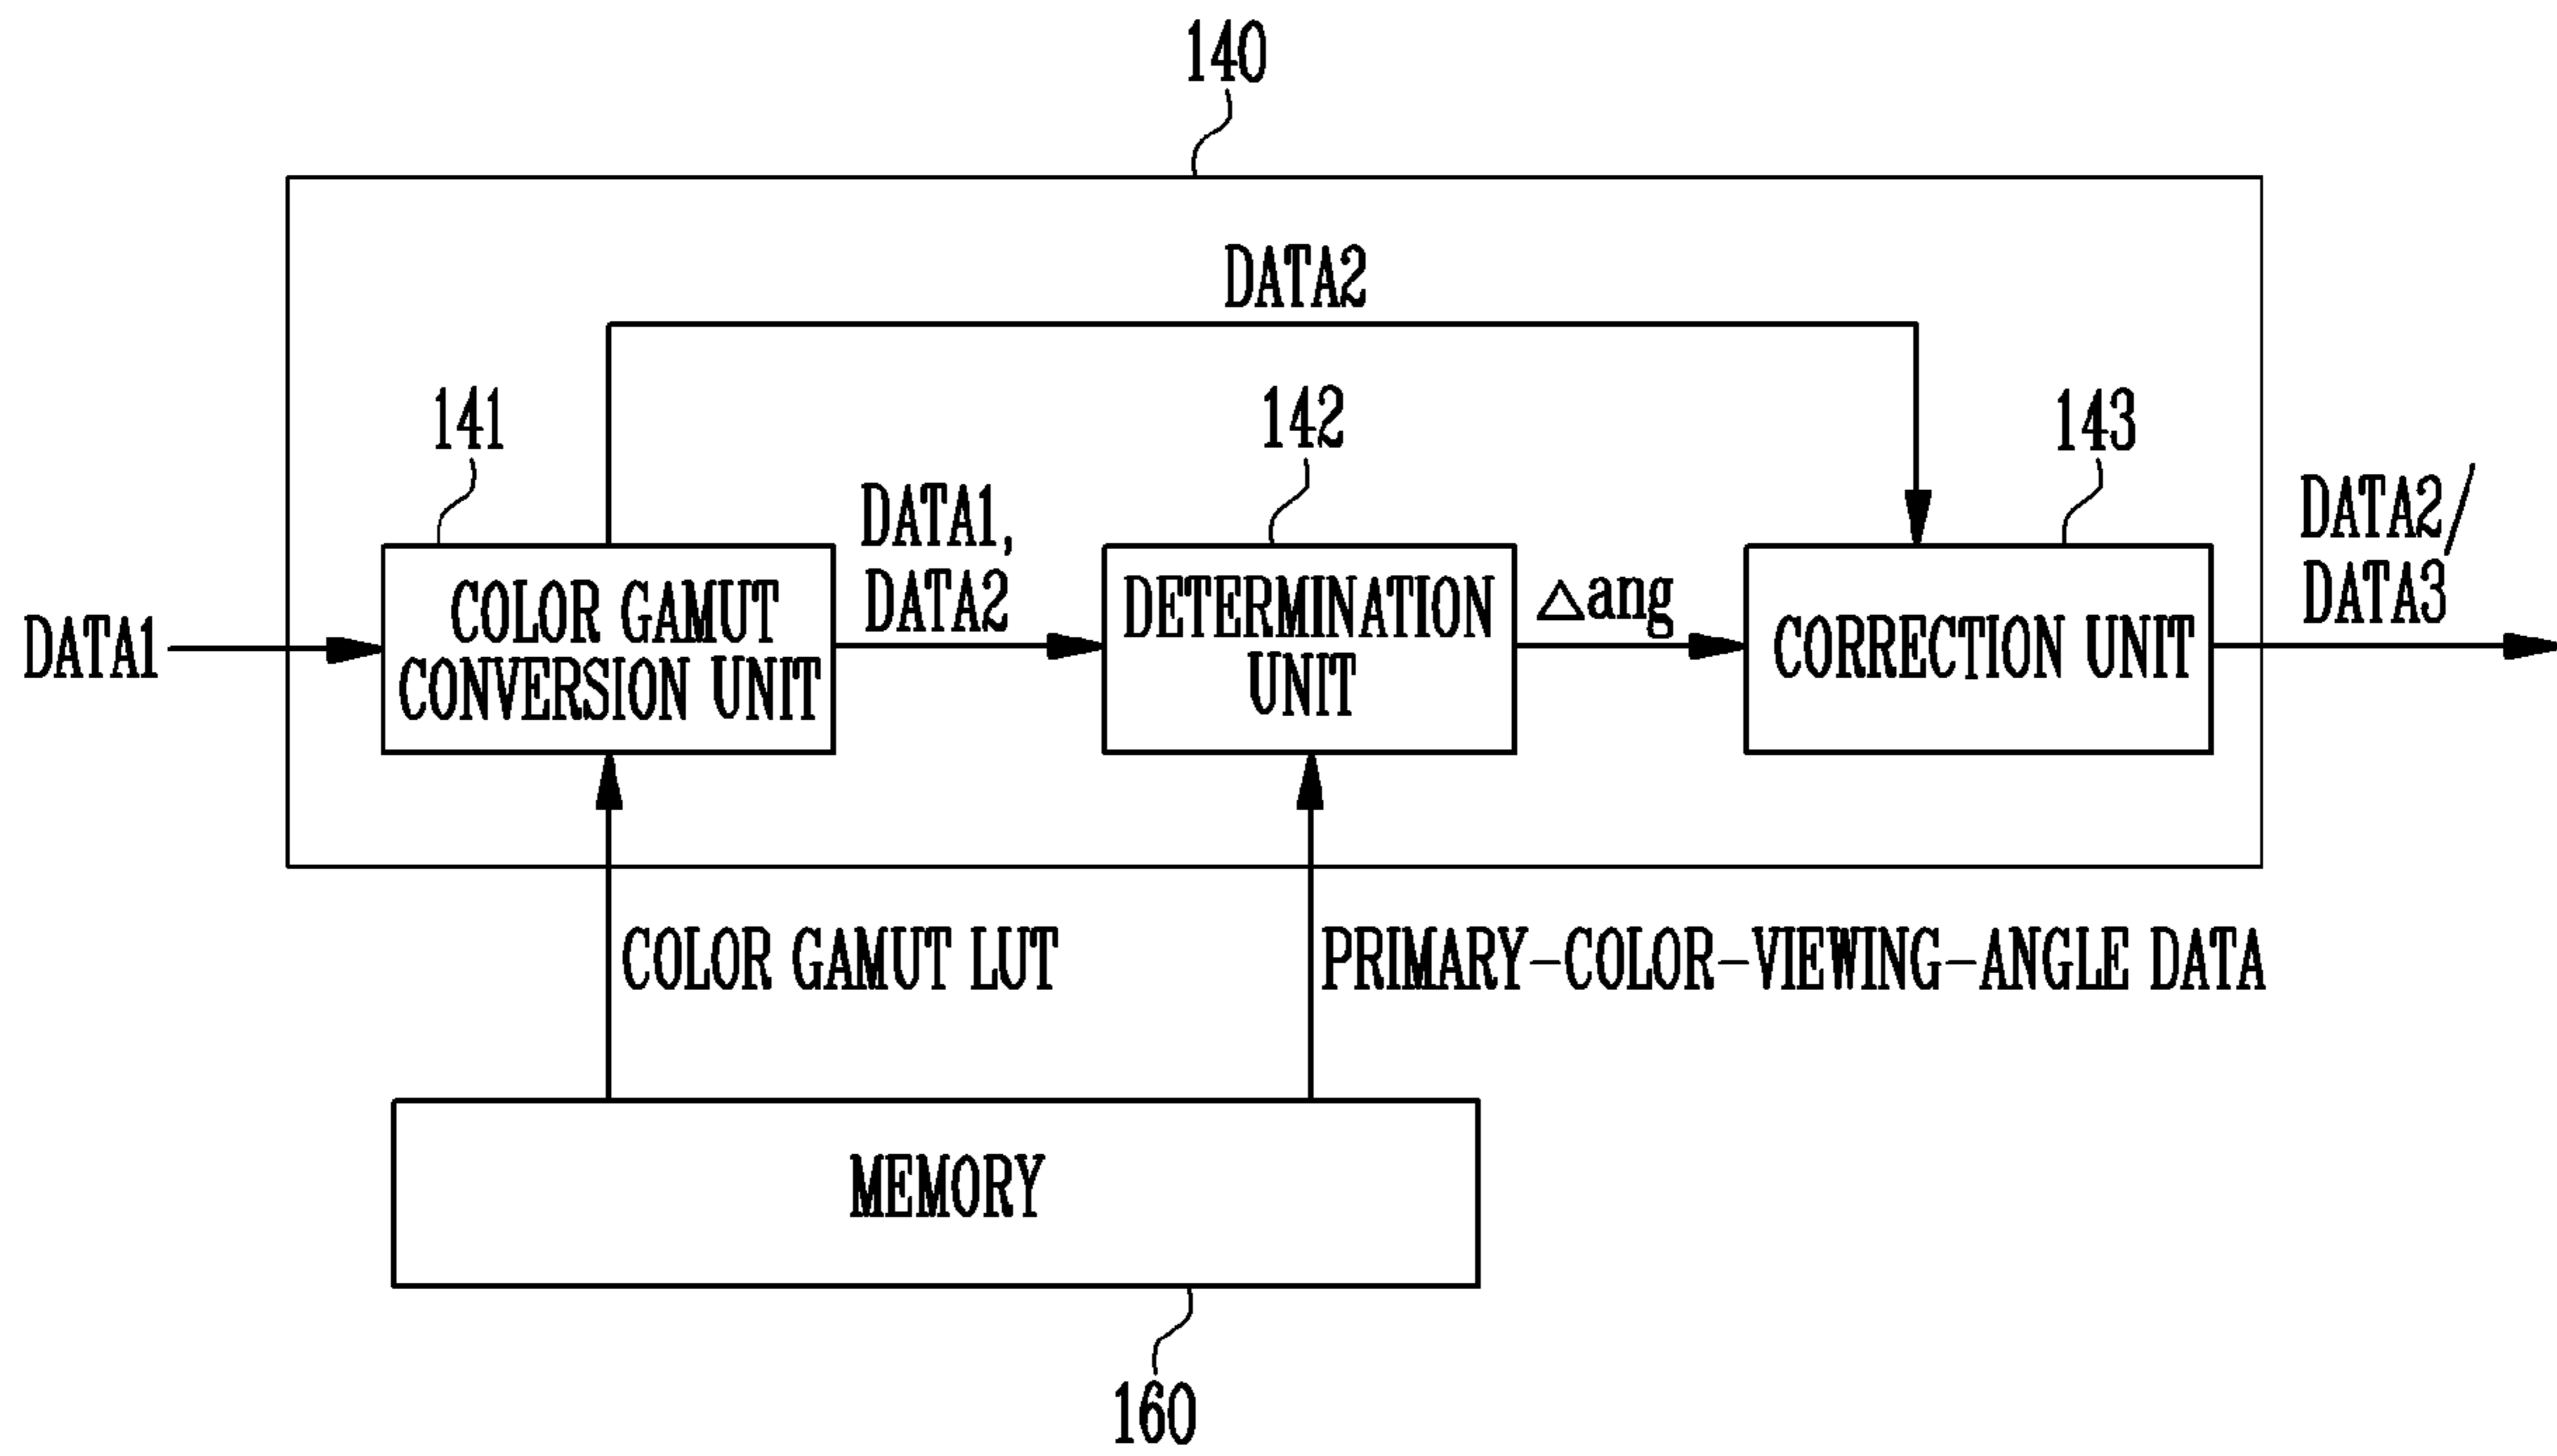 140
DATA2
141
142
143
DATA1,
DATA2
DATA2/
DATA3
DATA1
COLOR GAMUT
CONVERSION UNIT
DETERMINATION
UNIT
△ang
CORRECTION UNIT
COLOR GAMUT LUT
PRIMARY-COLOR-VIEWING-ANGLE DATA
MEMORY
160